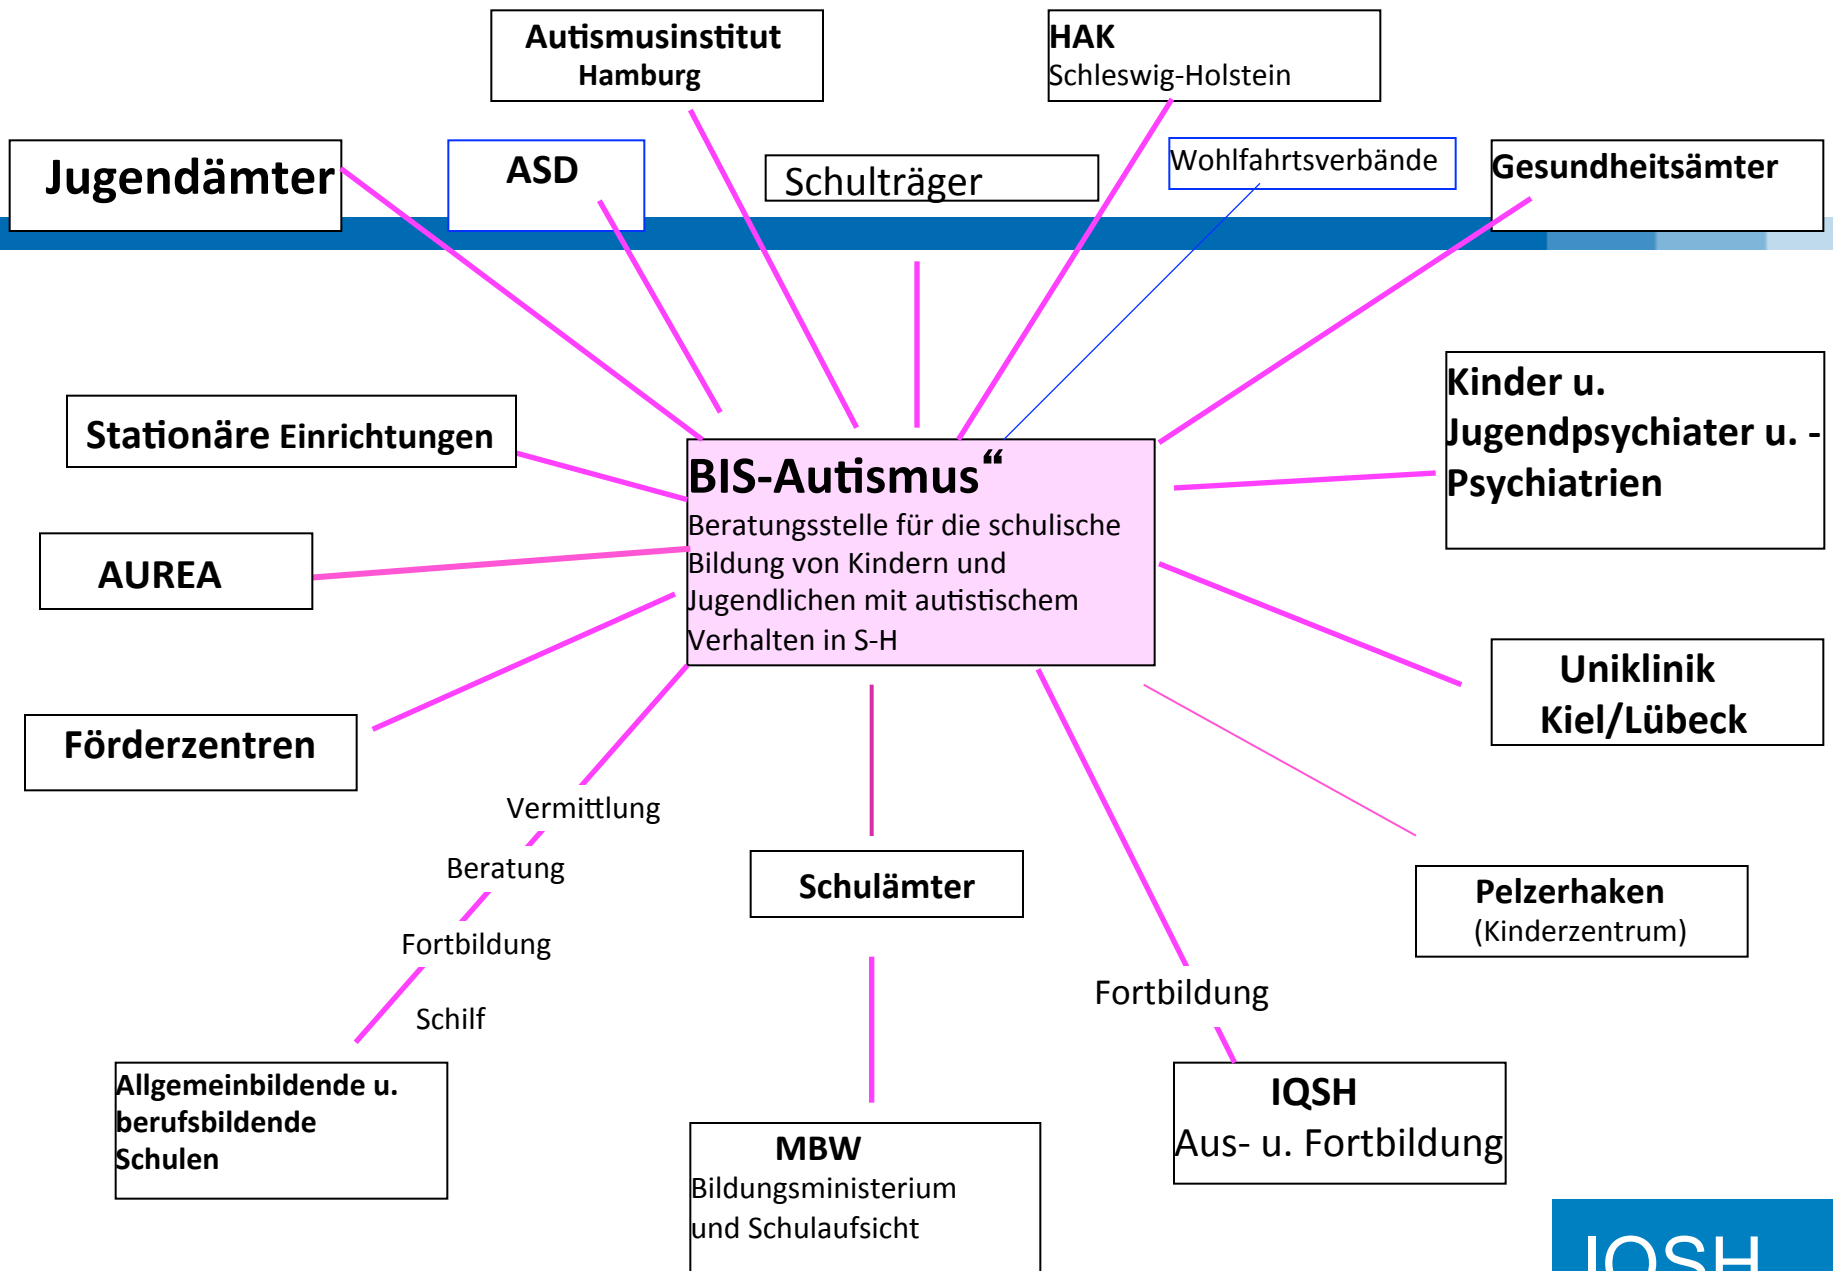 Autismusinstitut
Hamburg
HAK
Schleswig-Holstein
Jugendämter
ASD
Schulträger
Wohlfahrtsverbände
Gesundheitsämter
Stationäre Einrichtungen
Kinder u.
Jugendpsychiater u. -
Psychiatrien
BIS-Autismus“
Beratungsstelle für die schulische
Bildung von Kindern und
Jugendlichen mit autistischem
Verhalten in S-H
AUREA
Uniklinik
Kiel/Lübeck
Förderzentren
Vermittlung
Beratung
Fortbildung
Schilf
Schulämter
Pelzerhaken
(Kinderzentrum)
Fortbildung
Allgemeinbildende u.
berufsbildende
Schulen
MBW
Bildungsministerium
und Schulaufsicht
IQSH
Aus- u. Fortbildung
IQSH